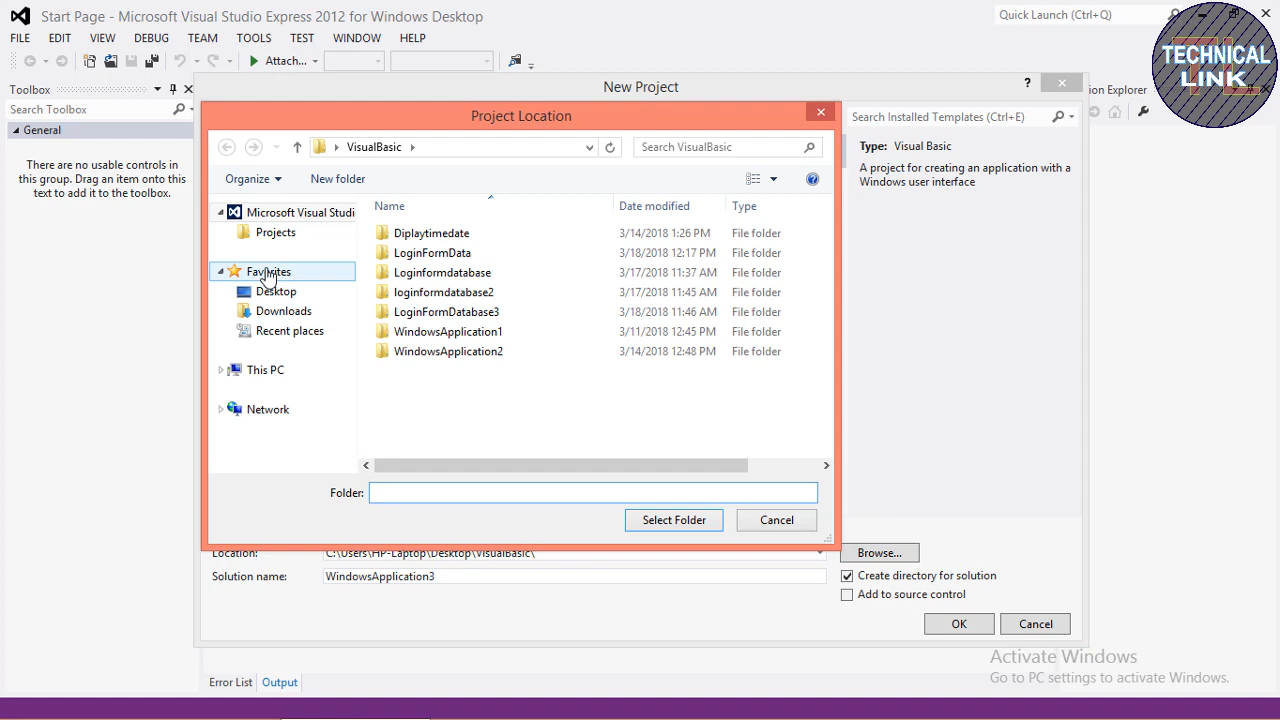 Start Page - Microsoft Visual Studio Express 2012 for Windows Desktop
Quick Launch (Ctrl+Q)
FILE EDIT VIEW DEBUG TEAM TOOLS TEST WINDOW HELP
Attach...
TECHNICAL
LINK
Toolbox
New Project
?
ion Explorer
Search Toolbox
Project Location
Search Installed Templates (Ctrl+E)
General
There are no usable controls in
this group. Drag an item onto this
text to add it to the toolbox.
VisualBasic
Search VisualBasic
Type: Visual Basic
A project for creating an application with a
Windows user interface
Organize
New folder
Microsoft Visual Studi
Projects
Favorites
Desktop
Downloads
Recent places
This PC
Network
Name Date modified Type
Diplaytimedate 3/14/2018 1:26 PM File folder
LoginFormData 3/18/2018 12:17 PM File folder
Loginformdatabase 3/17/2018 11:37 AM File folder
loginformdatabase2 3/17/2018 11:45 AM File folder
LoginFormDatabase3 3/18/2018 11:46 AM File folder
WindowsApplication1 3/11/2018 12:45 PM File folder
WindowsApplication2 3/14/2018 12:48 PM File folder
Folder:
Select Folder
Cancel
Location: C:\Users\HP-Laptop\Desktop\VisualBasic\
Browse...
Solution name: WindowsApplication3
Create directory for solution
Add to source control
OK
Cancel
Activate Windows
Go to PC settings to activate Windows.
Error List Output